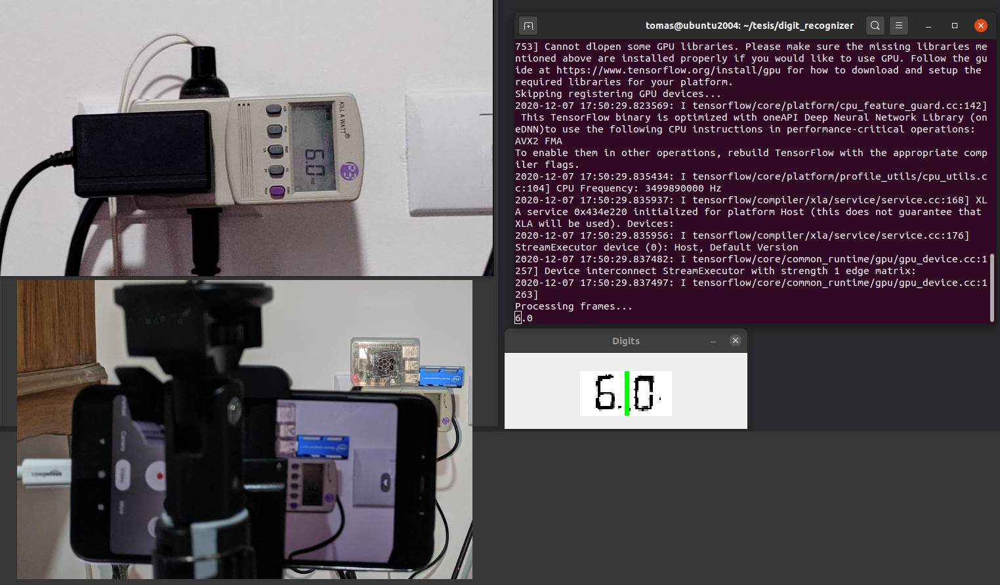 KILL A WATT®
6.0
Camera
Video
More
tomas@ubuntu2004: ~/tesis/digit_recognizer
753] Cannot dlopen some GPU libraries. Please make sure the missing libraries me
ntioned above are installed properly if you would like to use GPU. Follow the gu
ide at https://www.tensorflow.org/install/gpu for how to download and setup the
required libraries for your platform.
Skipping registering GPU devices...
2020-12-07 17:50:29.823569: I tensorflow/core/platform/cpu_feature_guard.cc:142]
 This TensorFlow binary is optimized with oneAPI Deep Neural Network Library (on
eDNN)to use the following CPU instructions in performance-critical operations:
AVX2 FMA
To enable them in other operations, rebuild TensorFlow with the appropriate comp
iler flags.
2020-12-07 17:50:29.835434: I tensorflow/core/platform/profile_utils/cpu_utils.c
c:104] CPU Frequency: 3499890000 Hz
2020-12-07 17:50:29.835937: I tensorflow/compiler/xla/service/service.cc:168] XL
A service 0x434e220 initialized for platform Host (this does not guarantee that
XLA will be used). Devices:
2020-12-07 17:50:29.835956: I tensorflow/compiler/xla/service/service.cc:176]
StreamExecutor device (0): Host, Default Version
2020-12-07 17:50:29.837482: I tensorflow/core/common_runtime/gpu/gpu_device.cc:1
257] Device interconnect StreamExecutor with strength 1 edge matrix:
2020-12-07 17:50:29.837497: I tensorflow/core/common_runtime/gpu/gpu_device.cc:1
263]
Processing frames...
6.0
Digits
6.0